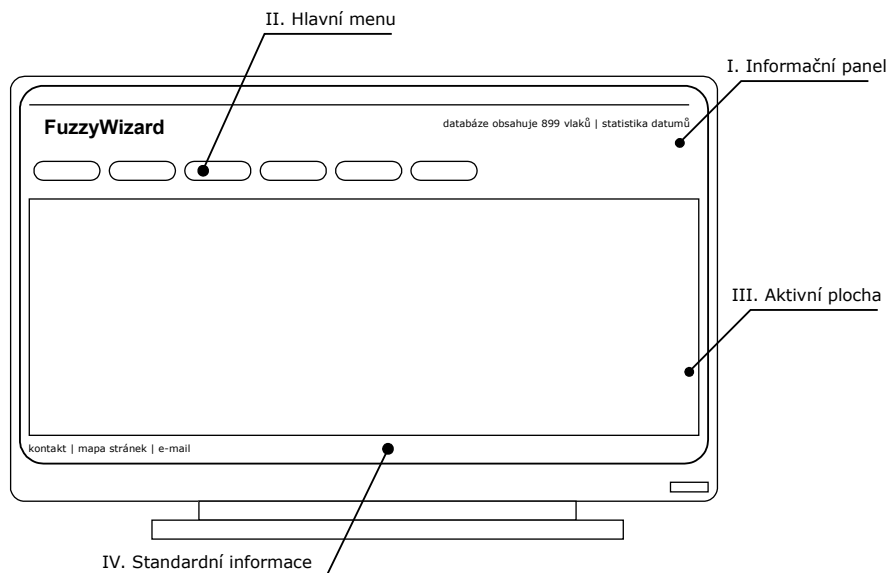 II. Hlavní menu
I. Informační panel
FuzzyWizard
databáze obsahuje 899 vlaků | statistika datumů
III. Aktivní plocha
kontakt | mapa stránek | e-mail
IV. Standardní informace